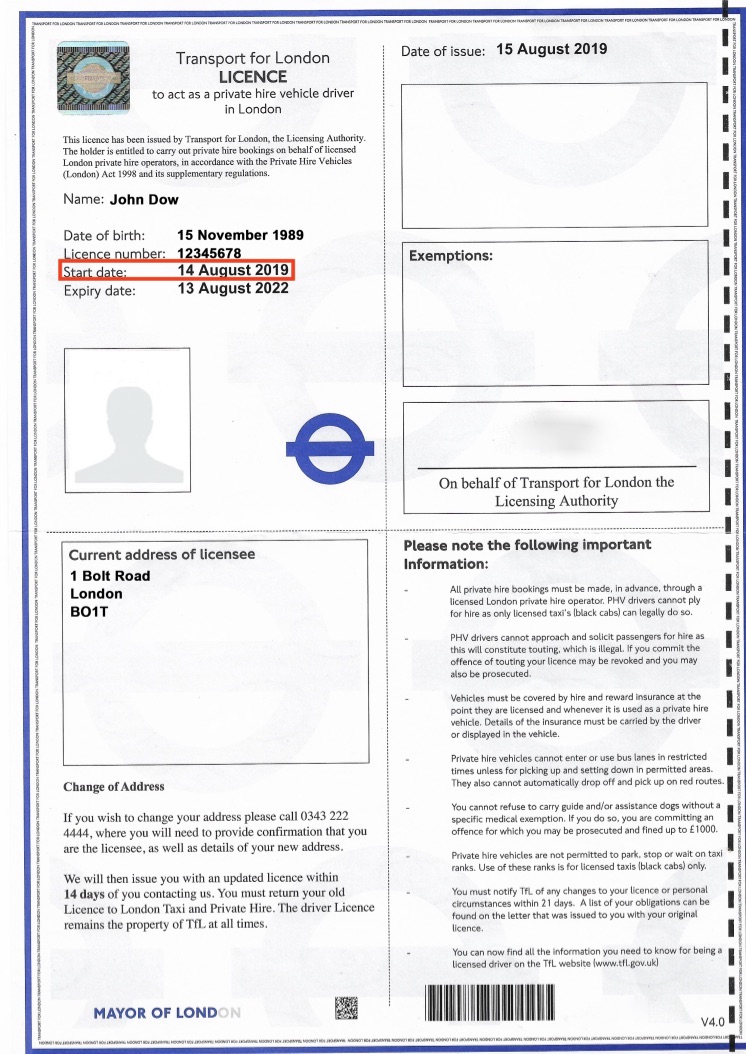 Transport for London
LICENCE
to act as a private hire vehicle driver
in London
This licence has been issued by Transport for London, the Licensing Authority.
The holder is entitled to carry out private hire bookings on behalf of licensed
London private hire operators, in accordance with the Private Hire Vehicles
(London) Act 1998 and its supplementary regulations.
Name: John Dow
Date of birth: 15 November 1989
Licence number: 12345678
Start date: 14 August 2019
Expiry date: 13 August 2022
Date of issue: 15 August 2019
Exemptions:
On behalf of Transport for London the
Licensing Authority
Current address of licensee
1 Bolt Road
London
BO1T
Change of Address
If you wish to change your address please call 0343 222
4444, where you will need to provide confirmation that you
are the licensee, as well as details of your new address.
We will then issue you with an updated licence within
14 days of you contacting us. You must return your old
Licence to London Taxi and Private Hire. The driver Licence
remains the property of TfL at all times.
MAYOR OF LONDON
Please note the following important
Information:
- All private hire bookings must be made, in advance, through a
licensed London private hire operator. PHV drivers cannot ply
for hire as only licensed taxi's (black cabs) can legally do so.
- PHV drivers cannot approach and solicit passengers for hire as
this will constitute touting, which is illegal. If you commit the
offence of touting your licence may be revoked and you may
also be prosecuted.
- Vehicles must be covered by hire and reward insurance at the
point they are licensed and whenever it is used as a private hire
vehicle. Details of the insurance must be carried by the driver
or displayed in the vehicle.
- Private hire vehicles cannot enter or use bus lanes in restricted
times unless for picking up and setting down in permitted areas.
They also cannot automatically drop off and pick up on red routes.
- You cannot refuse to carry guide and/or assistance dogs without a
specific medical exemption. If you do so, you are committing an
offence for which you may be prosecuted and fined up to £1000.
- Private hire vehicles are not permitted to park, stop or wait on taxi
ranks. Use of these ranks is for licensed taxis (black cabs) only.
- You must notify TfL of any changes to your licence or personal
circumstances within 21 days. A list of your obligations can be
found on the letter that was issued to you with your original
licence.
- You can now find all the information you need to know for being a
licensed driver on the TfL website (www.tfl.gov.uk)
V4.0